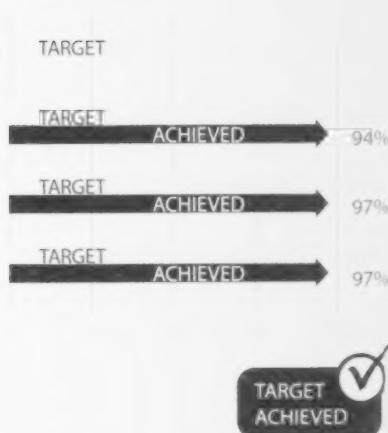 TARGET
TARGET
ACHIEVED 94%
TARGET
ACHIEVED 97%
TARGET
ACHIEVED 97%
TARGET
ACHIEVED